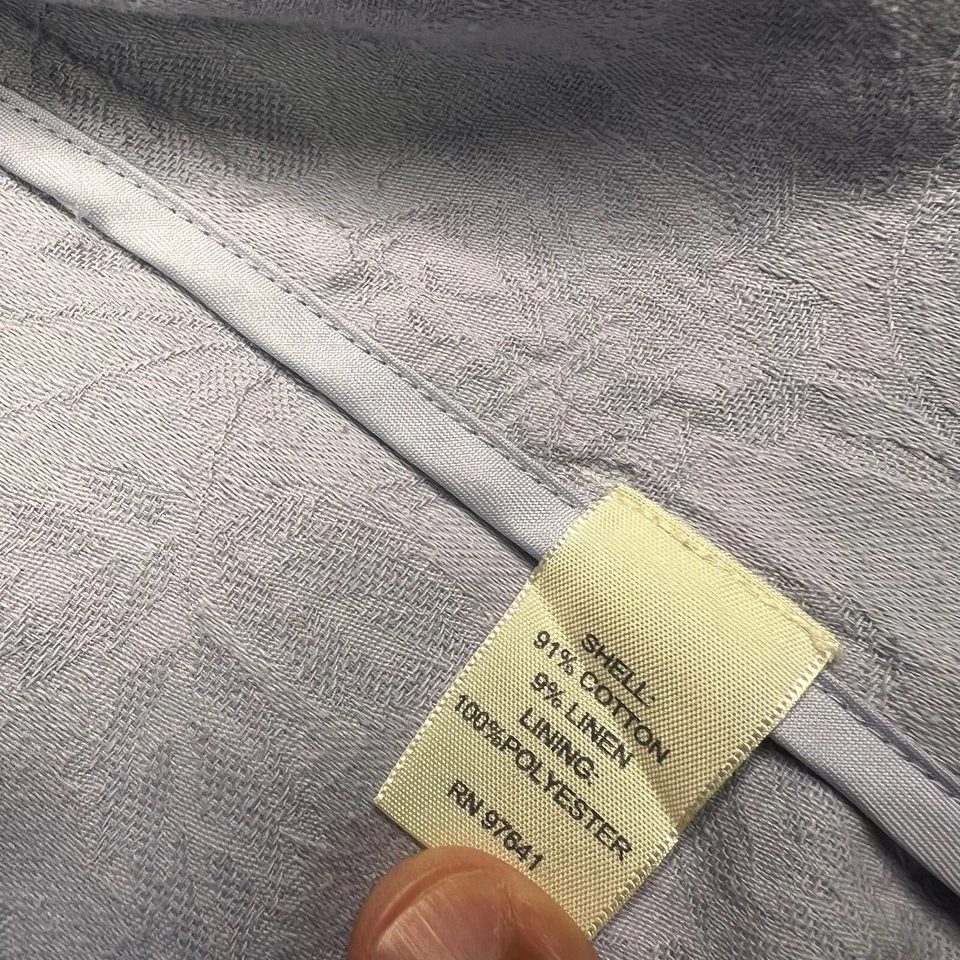 SHELL:
91% COTTON
9% LINEN
LINING:
100%POLYESTER
RN 97641